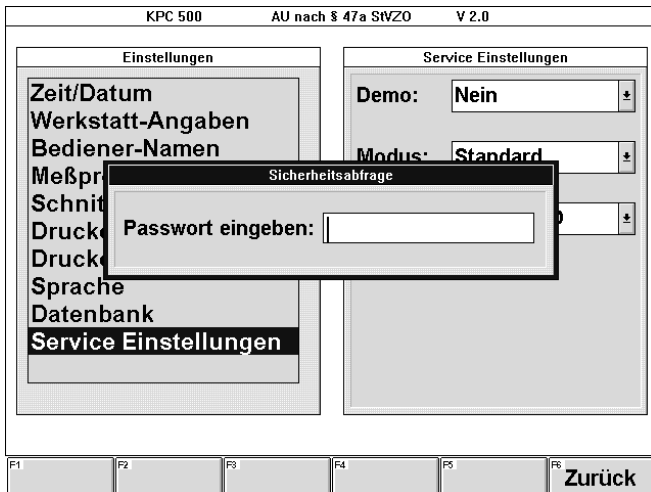 KPC 500 AU nach § 47a StVZO V 2.0
Einstellungen
Zeit/Datum
Werkstatt-Angaben
Bediener-Namen
Service Einstellungen
Demo: Nein
Modus: Standard
Sicherheitsabfrage
Passwort eingeben:
Sprache
Datenbank
Service Einstellungen
F1
F2
F3
F4
F5
F6 Zurück